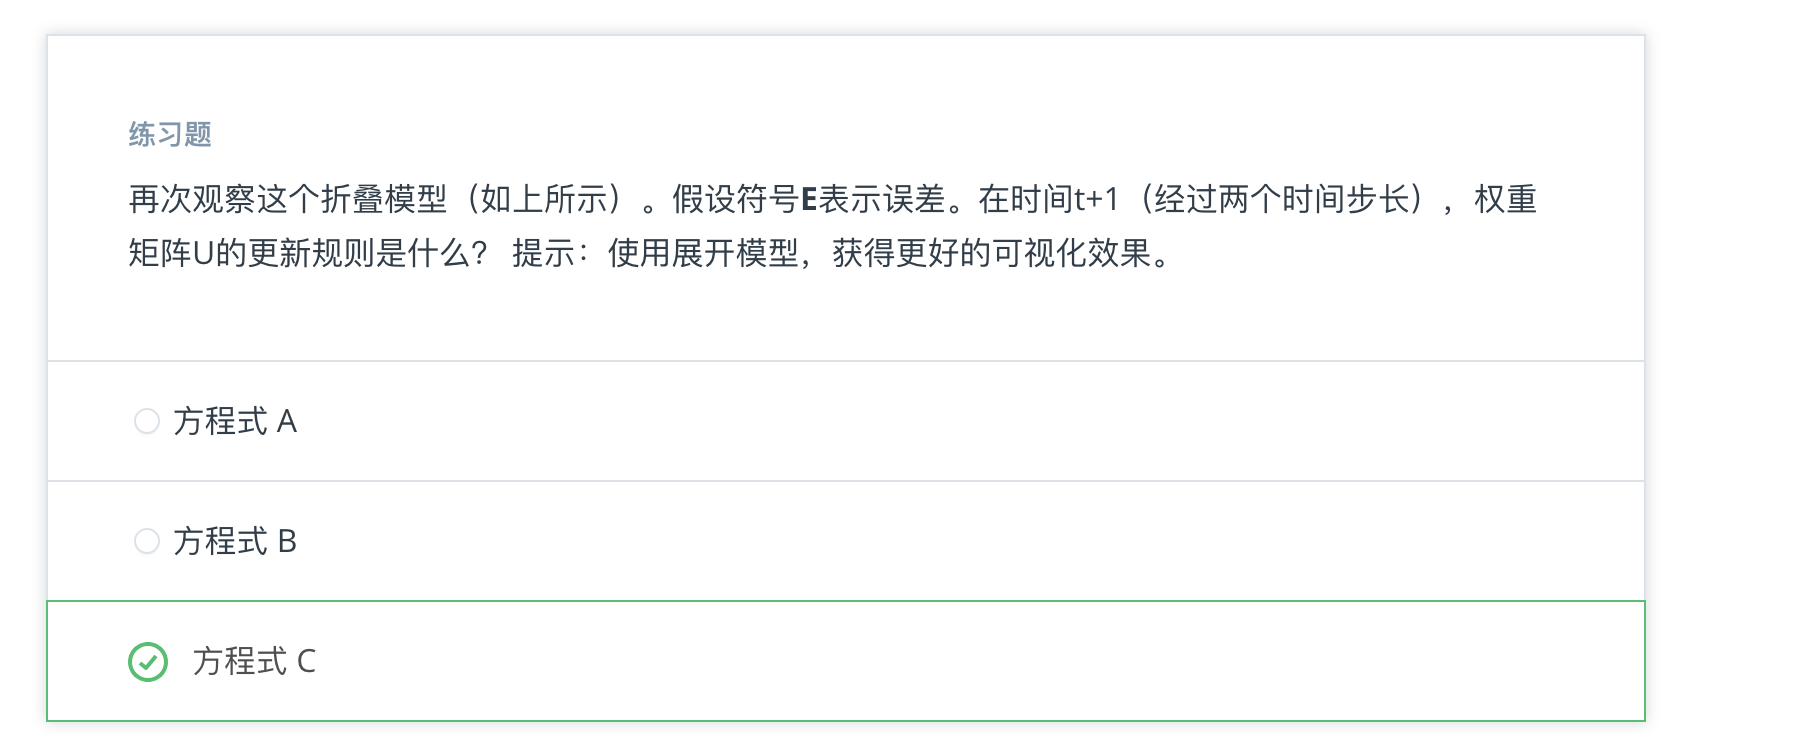 练习题
再次观察这个折叠模型（如上所示）。假设符号E表示误差。在时间t+1（经过两个时间步长），权重
矩阵U的更新规则是什么？ 提示：使用展开模型，获得更好的可视化效果。
方程式 A
方程式 B
方程式 C